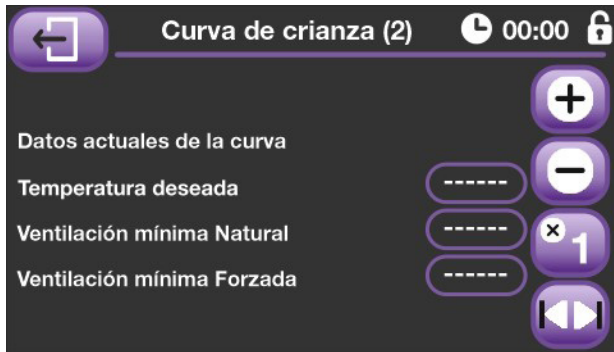 Curva de crianza (2) 00:00
Datos actuales de la curva
Temperatura deseada ------
Ventilación mínima Natural ------
Ventilación mínima Forzada ------
+
−
×1